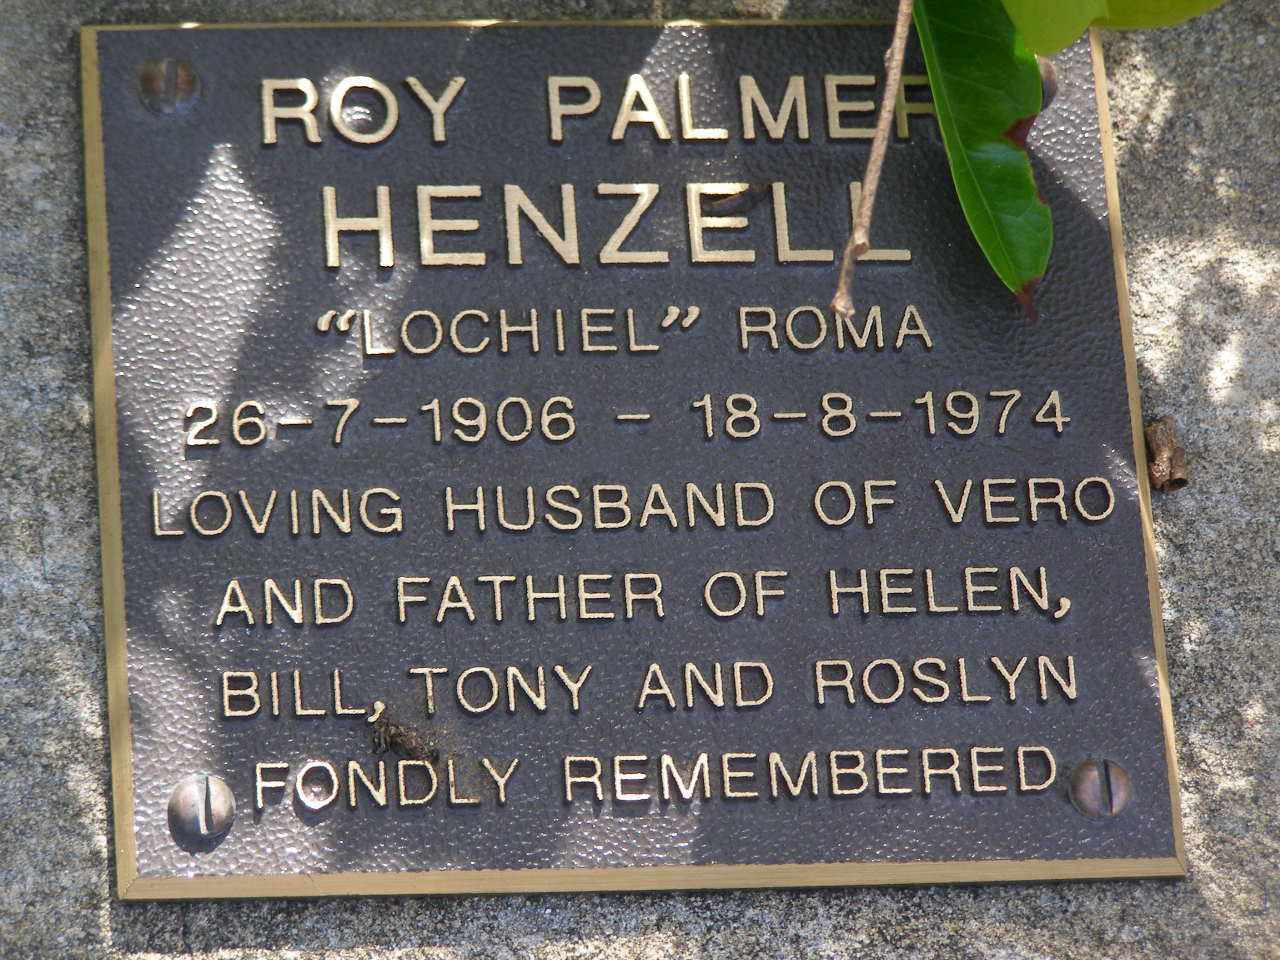 ROY PALMER
HENZELL
“LOCHIEL” ROMA
26-7-1906 - 18-8-1974
LOVING HUSBAND OF VERO
AND FATHER OF HELEN,
BILL, TONY AND ROSLYN
FONDLY REMEMBERED